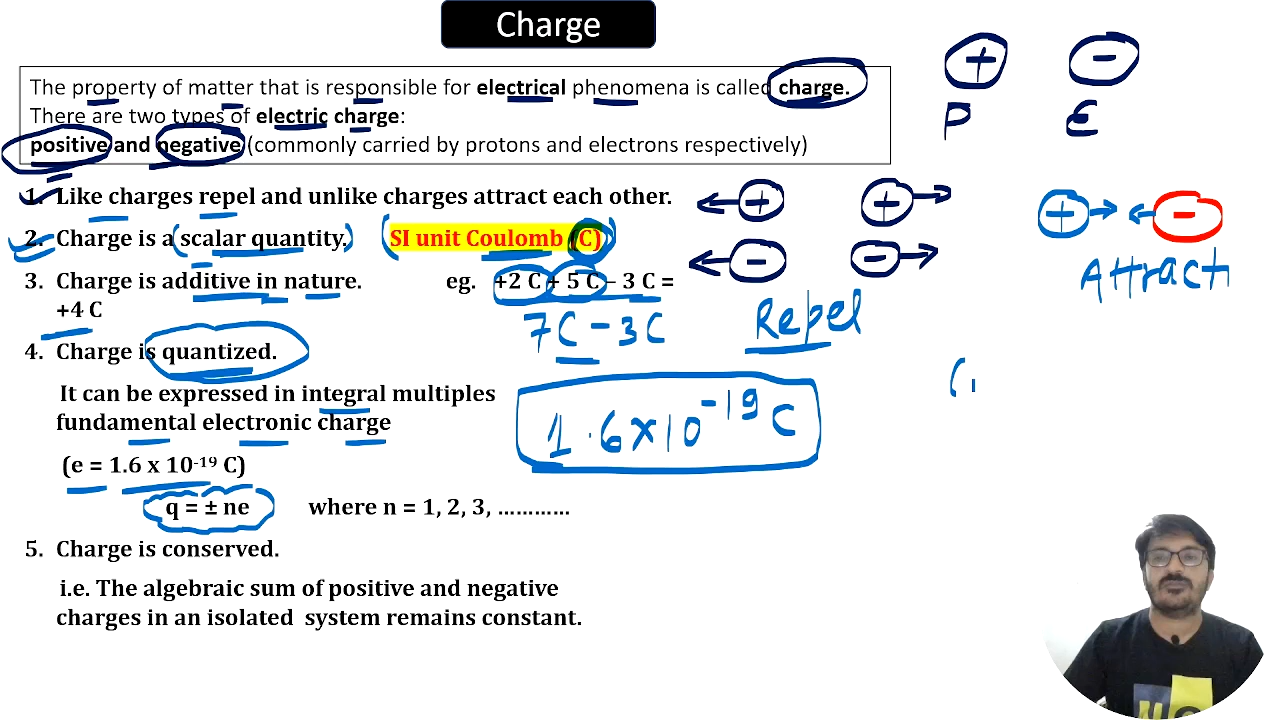 Charge
The property of matter that is responsible for electrical phenomena is called charge.
There are two types of electric charge:
positive and negative (commonly carried by protons and electrons respectively)
+ -
P E
1. Like charges repel and unlike charges attract each other.
+ + + -
2. Charge is a scalar quantity. (SI unit Coulomb (C))
- -
Attract
3. Charge is additive in nature. eg. +2 C + 5 C – 3 C =
+4 C
7C - 3C
Repel
4. Charge is quantized.
It can be expressed in integral multiples
fundamental electronic charge
1.6x10-19 C
(e = 1.6 x 10-19 C)
q = ± ne where n = 1, 2, 3, …………
5. Charge is conserved.
i.e. The algebraic sum of positive and negative
charges in an isolated system remains constant.